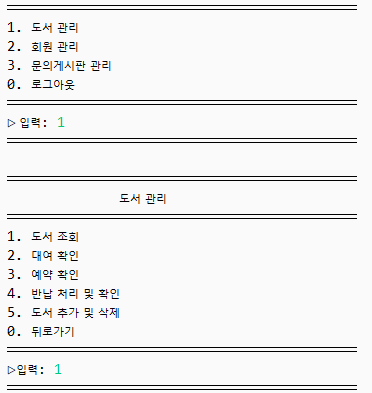 1. 도서 관리
2. 회원 관리
3. 문의게시판 관리
0. 로그아웃
▷ 입력: 1
도서 관리
1. 도서 조회
2. 대여 확인
3. 예약 확인
4. 반납 처리 및 확인
5. 도서 추가 및 삭제
0. 뒤로가기
▷입력: 1